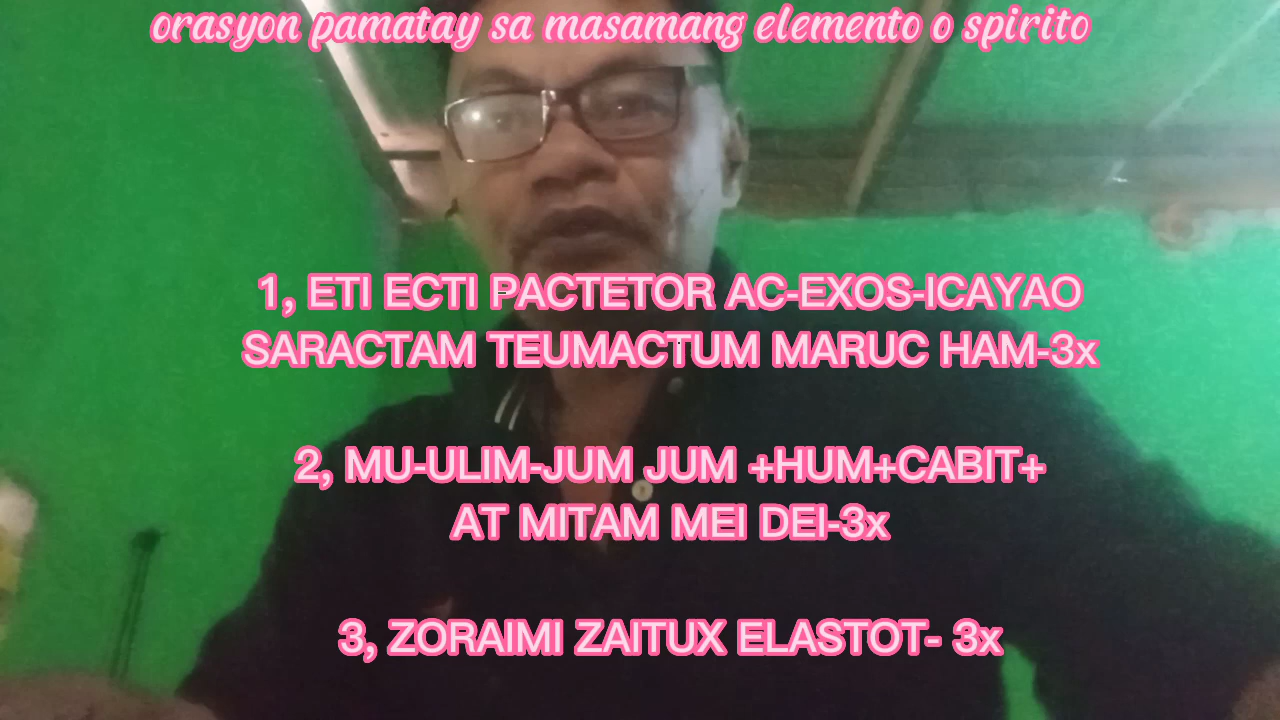 orasyon pamatay sa masamang elemento o spirito
1, ETI ECTI PACTETOR AC-EXOS-ICAYAO
SARACTAM TEUMACTUM MARUC HAM-3x
2, MU-ULIM-JUM JUM +HUM+CABIT+
AT MITAM MEI DEI-3x
3, ZORAIMI ZAITUX ELASTOT- 3x